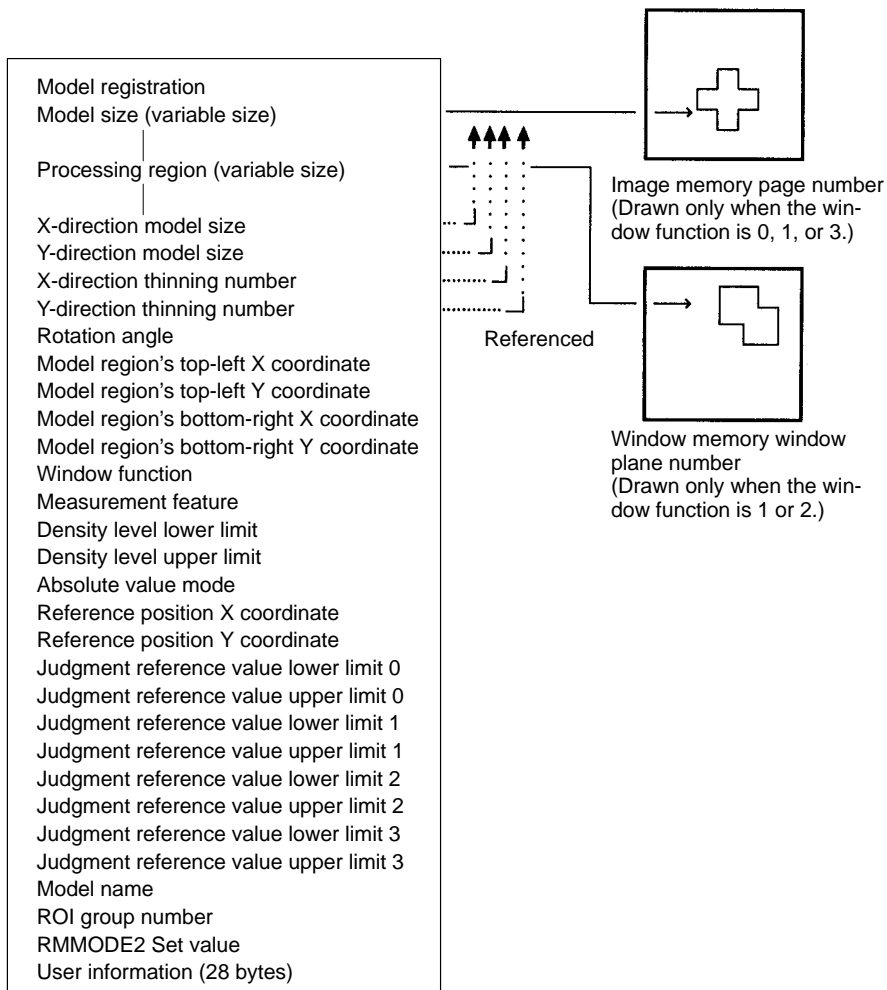 Model registration
Model size (variable size)
Processing region (variable size)
X-direction model size
Y-direction model size
X-direction thinning number
Y-direction thinning number
Rotation angle
Model region's top-left X coordinate
Model region's top-left Y coordinate
Model region's bottom-right X coordinate
Model region's bottom-right Y coordinate
Window function
Measurement feature
Density level lower limit
Density level upper limit
Absolute value mode
Reference position X coordinate
Reference position Y coordinate
Judgment reference value lower limit 0
Judgment reference value upper limit 0
Judgment reference value lower limit 1
Judgment reference value upper limit 1
Judgment reference value lower limit 2
Judgment reference value upper limit 2
Judgment reference value lower limit 3
Judgment reference value upper limit 3
Model name
ROI group number
RMMODE2 Set value
User information (28 bytes)
Referenced
Image memory page number
(Drawn only when the win-
dow function is 0, 1, or 3.)
Window memory window
plane number
(Drawn only when the win-
dow function is 1 or 2.)